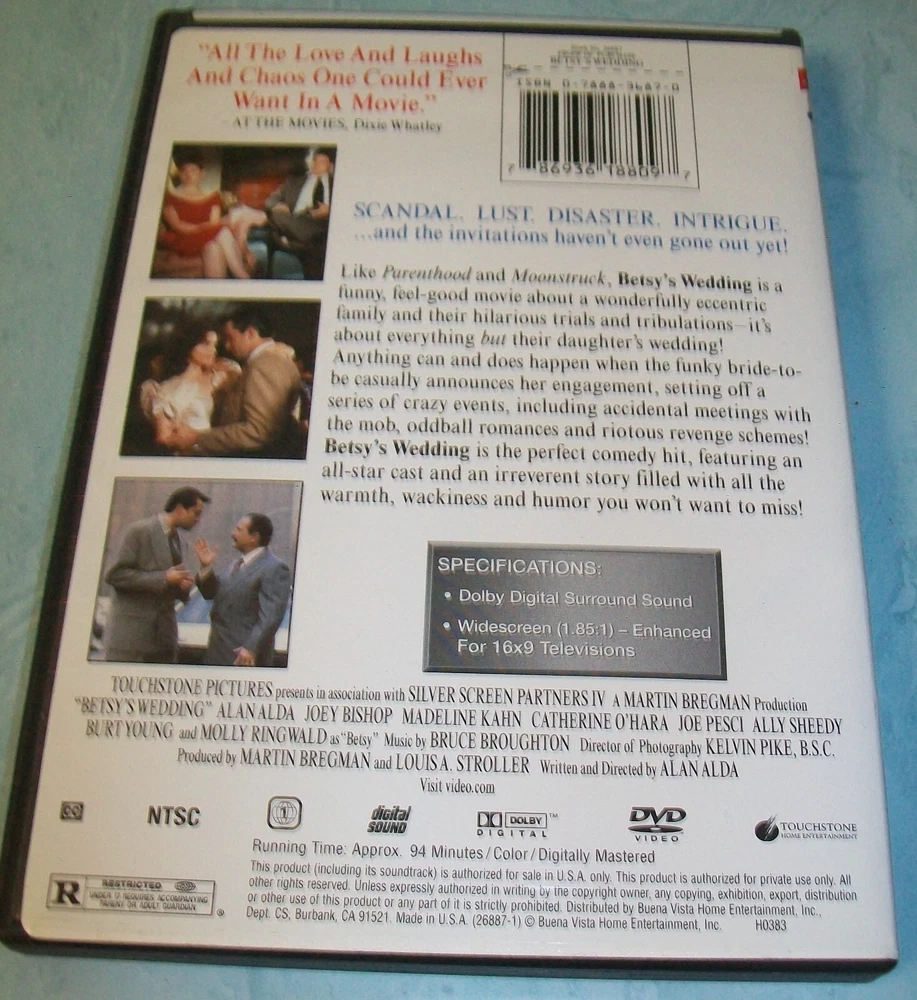 "All The Love And Laughs
And Chaos One Could Ever
Want In A Movie."
AT THE MOVIES, Dixie Whatley
BETSY'S WEDDING
ISBN 0-7888-3687-0
7 86936 18809 7
SCANDAL, LUST, DISASTER, INTRIGUE,
...and the invitations haven't even gone out yet!
Like Parenthood and Moonstruck, Betsy's Wedding is a
funny, feel-good movie about a wonderfully eccentric
family and their hilarious trials and tribulations—it's
about everything but their daughter's wedding!
Anything can and does happen when the funky bride-to-
be casually announces her engagement, setting off a
series of crazy events, including accidental meetings with
the mob, oddball romances and riotous revenge schemes!
Betsy's Wedding is the perfect comedy hit, featuring an
all-star cast and an irreverent story filled with all the
warmth, wackiness and humor you won't want to miss!
SPECIFICATIONS:
• Dolby Digital Surround Sound
• Widescreen (1.85:1) – Enhanced
For 16x9 Televisions
TOUCHSTONE PICTURES presents in association with SILVER SCREEN PARTNERS IV A MARTIN BREGMAN Production
"BETSY'S WEDDING" ALAN ALDA JOEY BISHOP MADELINE KAHN CATHERINE O'HARA JOE PESCI ALLY SHEEDY
BURT YOUNG and MOLLY RINGWALD as "Betsy" Music by BRUCE BROUGHTON Director of Photography KELVIN PIKE, B.S.C.
Produced by MARTIN BREGMAN and LOUIS A. STROLLER Written and Directed by ALAN ALDA
Visit video.com
CC NTSC 1 digital SOUND DOLBY DIGITAL ™ DVD VIDEO TOUCHSTONE HOME ENTERTAINMENT
Running Time: Approx. 94 Minutes/Color/Digitally Mastered
R RESTRICTED
UNDER 17 REQUIRES ACCOMPANYING
PARENT OR ADULT GUARDIAN ®
This product (including its soundtrack) is authorized for sale in U.S.A. only. This product is authorized for private use only. All
other rights reserved. Unless expressly authorized in writing by the copyright owner, any copying, exhibition, export, distribution
or other use of this product or any part of it is strictly prohibited. Distributed by Buena Vista Home Entertainment, Inc.,
Dept. CS, Burbank, CA 91521. Made in U.S.A. (26887-1) © Buena Vista Home Entertainment, Inc. H0383